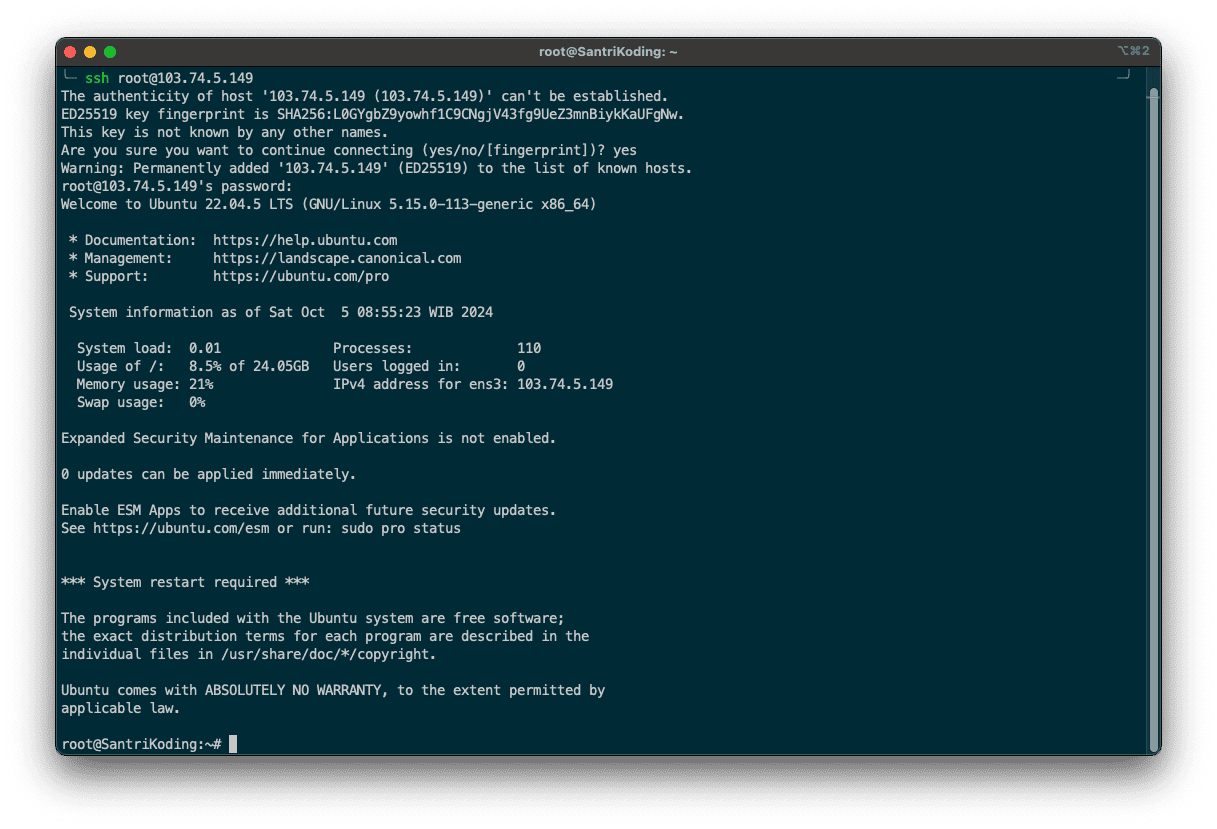 root@SantriKoding: ~
⌥⌘2
ssh root@103.74.5.149
The authenticity of host '103.74.5.149 (103.74.5.149)' can't be established.
ED25519 key fingerprint is SHA256:L0GYgbZ9yowhf1C9CNgjV43fg9UeZ3mnBiykKaUFgNw.
This key is not known by any other names.
Are you sure you want to continue connecting (yes/no/[fingerprint])? yes
Warning: Permanently added '103.74.5.149' (ED25519) to the list of known hosts.
root@103.74.5.149's password:
Welcome to Ubuntu 22.04.5 LTS (GNU/Linux 5.15.0-113-generic x86_64)
* Documentation:  https://help.ubuntu.com
* Management:     https://landscape.canonical.com
* Support:        https://ubuntu.com/pro
System information as of Sat Oct  5 08:55:23 WIB 2024
System load:  0.01              Processes:             110
Usage of /:   8.5% of 24.05GB   Users logged in:       0
Memory usage: 21%               IPv4 address for ens3: 103.74.5.149
Swap usage:   0%
Expanded Security Maintenance for Applications is not enabled.
0 updates can be applied immediately.
Enable ESM Apps to receive additional future security updates.
See https://ubuntu.com/esm or run: sudo pro status
*** System restart required ***
The programs included with the Ubuntu system are free software;
the exact distribution terms for each program are described in the
individual files in /usr/share/doc/*/copyright.
Ubuntu comes with ABSOLUTELY NO WARRANTY, to the extent permitted by
applicable law.
root@SantriKoding:~#